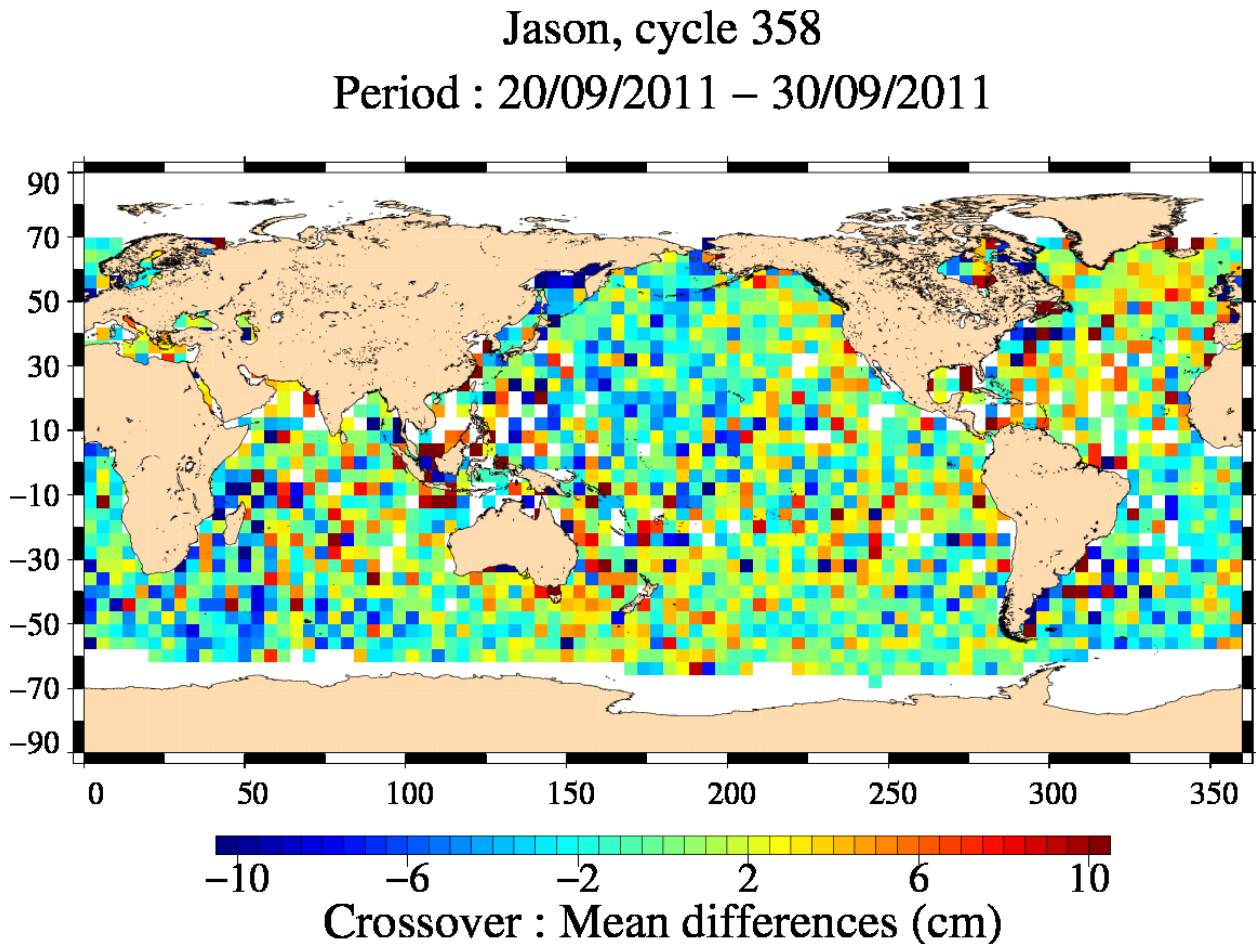 Jason, cycle 358
Period : 20/09/2011 – 30/09/2011
90
70
50
30
10
−10
−30
−50
−70
−90
0 50 100 150 200 250 300 350
−10 −6 −2 2 6 10
Crossover : Mean differences (cm)